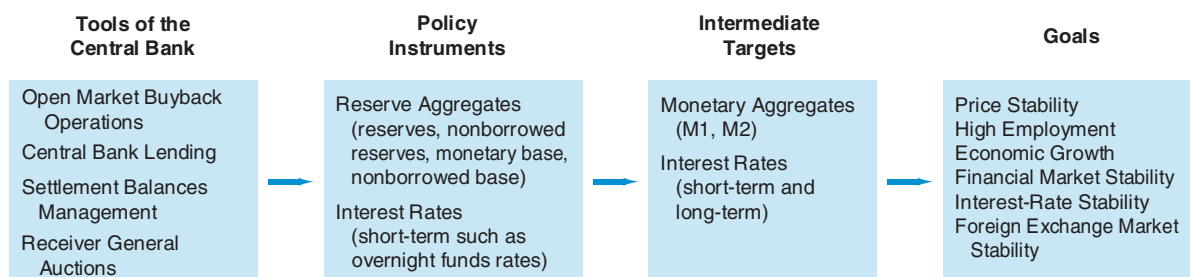 Tools of the
Central Bank
Open Market Buyback
Operations
Central Bank Lending
Settlement Balances
Management
Receiver General
Auctions
Policy
Instruments
Reserve Aggregates
(reserves, nonborrowed
reserves, monetary base,
nonborrowed base)
Interest Rates
(short-term such as
overnight funds rates)
Intermediate
Targets
Monetary Aggregates
(M1, M2)
Interest Rates
(short-term and
long-term)
Goals
Price Stability
High Employment
Economic Growth
Financial Market Stability
Interest-Rate Stability
Foreign Exchange Market
Stability